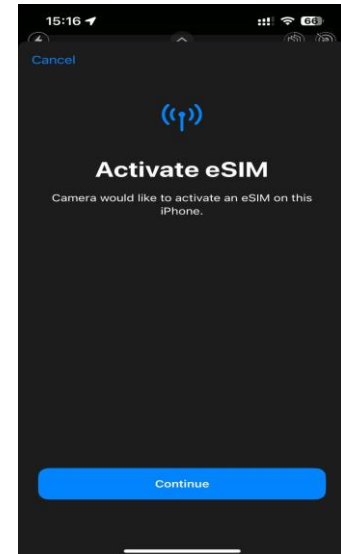 15:16
66
Cancel
Activate eSIM
Camera would like to activate an eSIM on this
iPhone.
Continue